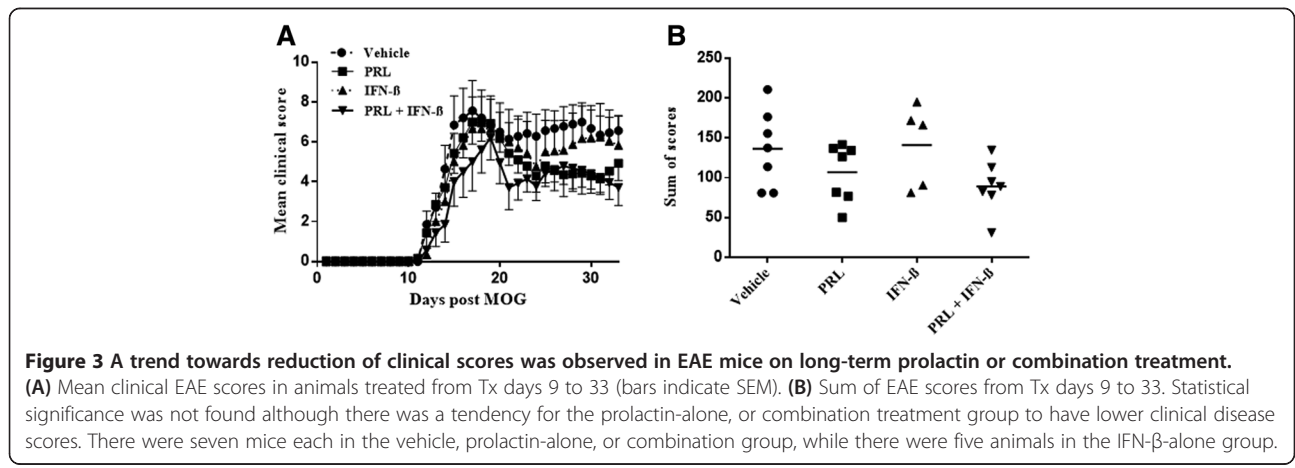 A
B
Vehicle
PRL
IFN-ß
PRL + IFN-ß
Mean clinical score
10
8
6
4
2
0
0
10
20
30
Days post MOG
Sum of scores
250
200
150
100
50
0
Vehicle
PRL
IFN-ß
PRL + IFN-ß
Figure 3 A trend towards reduction of clinical scores was observed in EAE mice on long-term prolactin or combination treatment.
(A) Mean clinical EAE scores in animals treated from Tx days 9 to 33 (bars indicate SEM). (B) Sum of EAE scores from Tx days 9 to 33. Statistical
significance was not found although there was a tendency for the prolactin-alone, or combination treatment group to have lower clinical disease
scores. There were seven mice each in the vehicle, prolactin-alone, or combination group, while there were five animals in the IFN-β-alone group.